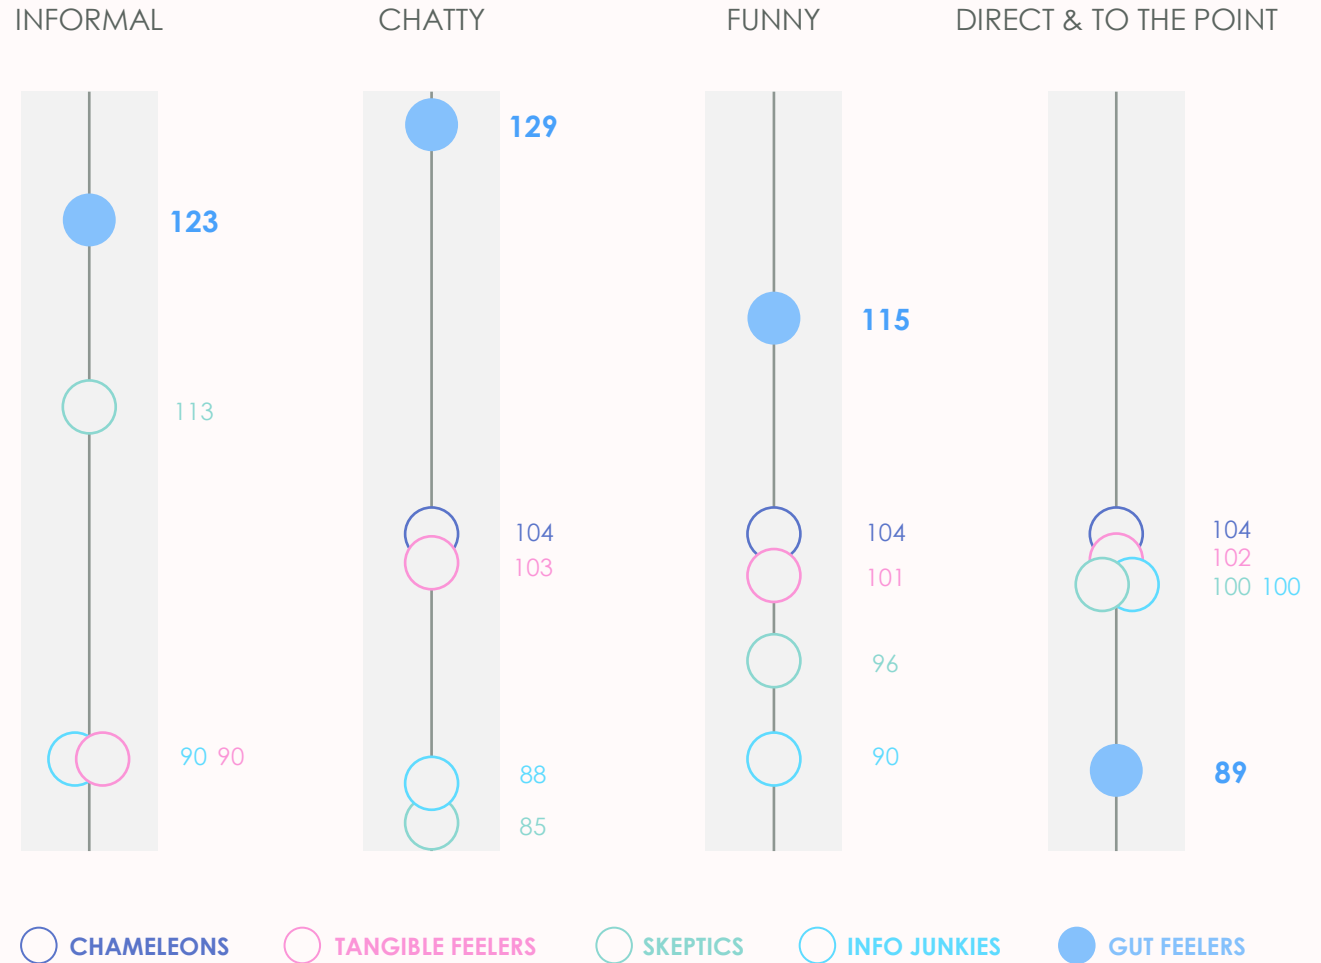 INFORMAL CHATTY FUNNY DIRECT & TO THE POINT
129
123
115
113
104 104 104
103 102
101 100 100
96
90 90 90
88 89
85
CHAMELEONS TANGIBLE FEELERS SKEPTICS INFO JUNKIES GUT FEELERS